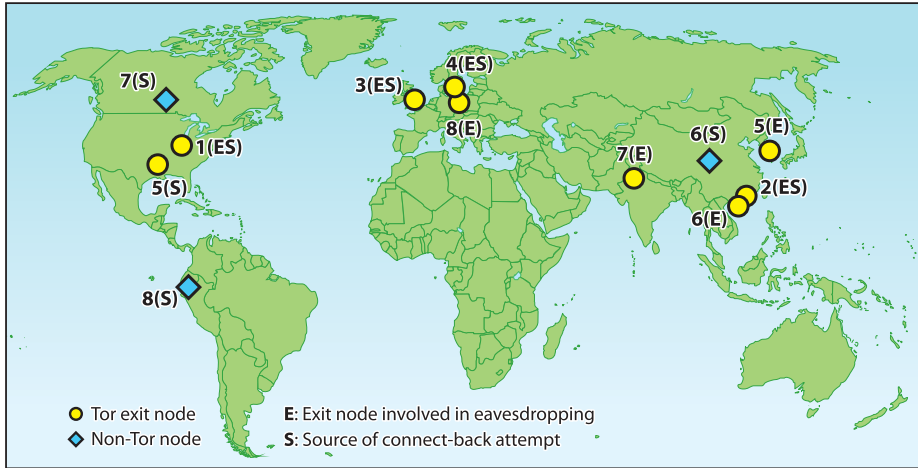 4(ES)
7(S)
3(ES)
8(E)
6(S)
5(E)
1(ES)
7(E)
5(S)
2(ES)
6(E)
8(S)
Tor exit node
E: Exit node involved in eavesdropping
Non-Tor node
S: Source of connect-back attempt